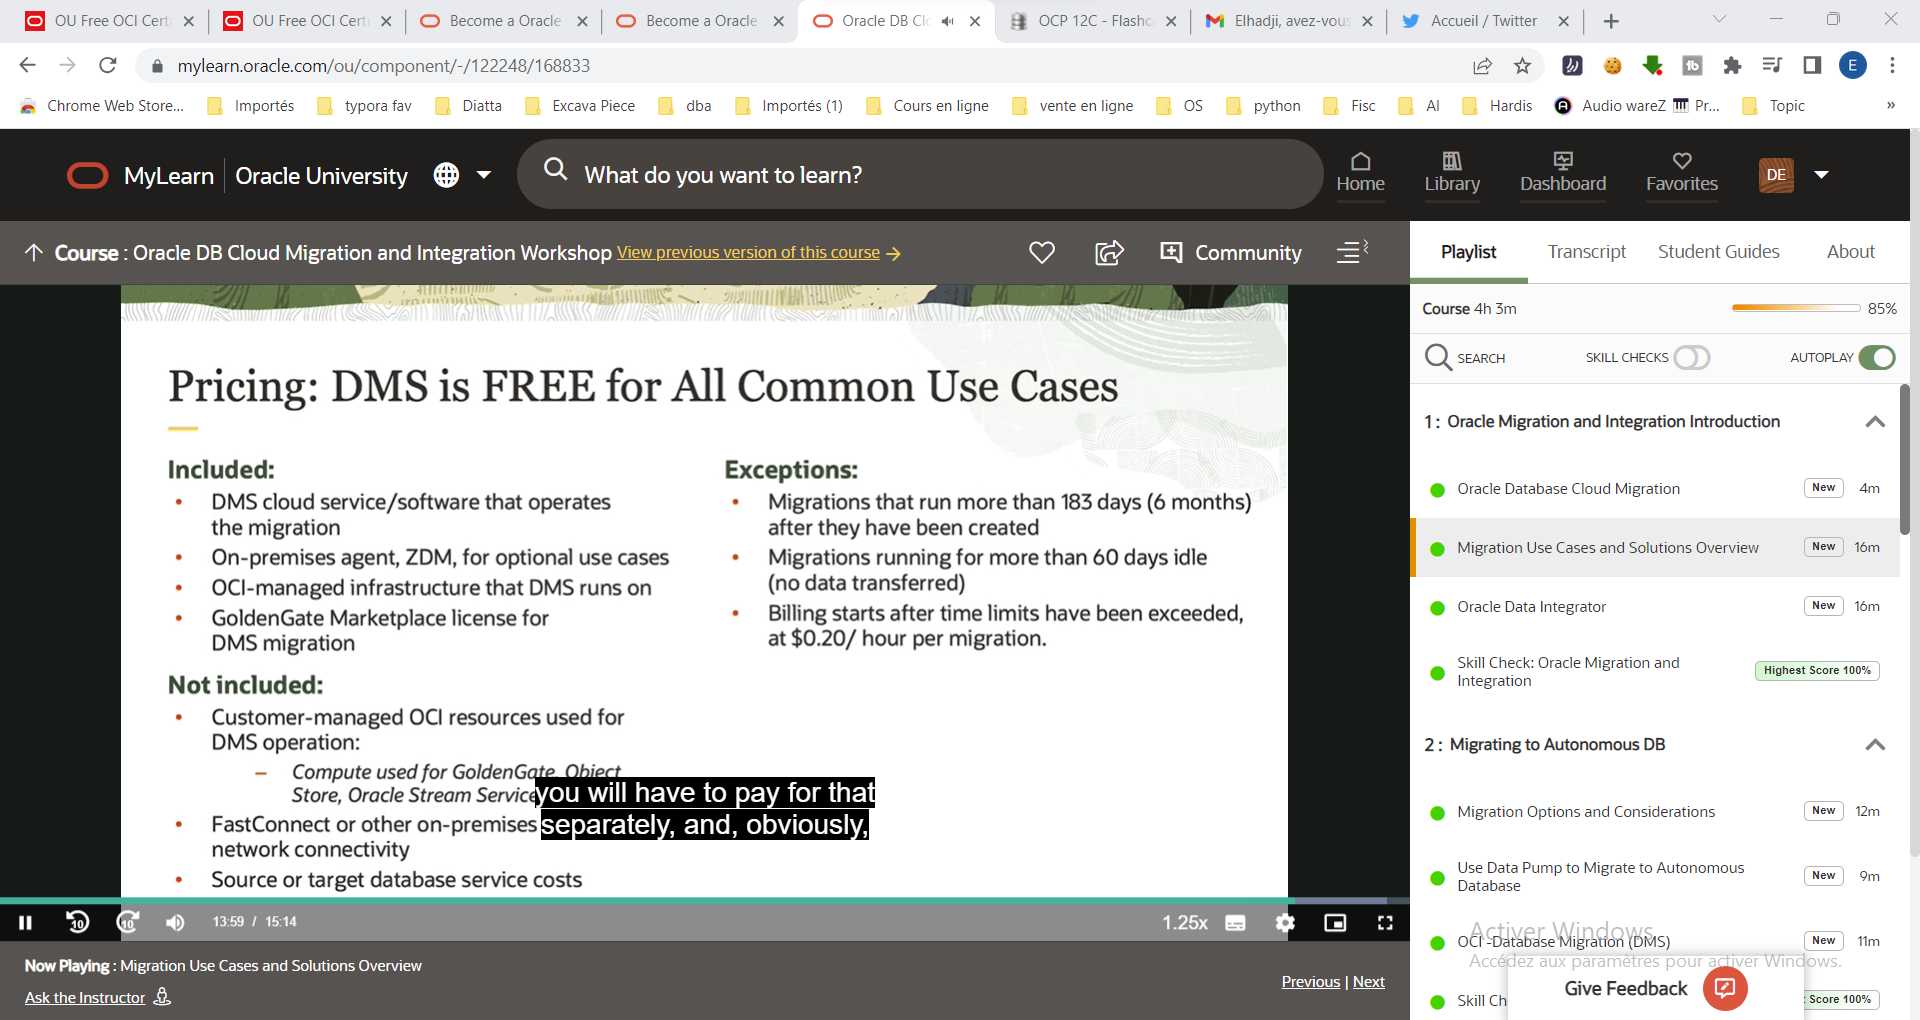 OU Free OCI Certi
OU Free OCI Certi
Become a Oracle
Become a Oracle
Oracle DB Clo
OCP 12C - Flashc
Elhadji, avez-vous
Accueil / Twitter
mylearn.oracle.com/ou/component/-/122248/168833
E
Chrome Web Store...
Importés
typora fav
Diatta
Excava Piece
dba
Importés (1)
Cours en ligne
vente en ligne
OS
python
Fisc
AI
Hardis
Audio wareZ
Pr...
Topic
»
MyLearn
Oracle University
What do you want to learn?
Home
Library
Dashboard
Favorites
DE
Course : Oracle DB Cloud Migration and Integration Workshop View previous version of this course →
Community
Playlist
Transcript
Student Guides
About
Course 4h 3m
85%
SEARCH
SKILL CHECKS
AUTOPLAY
Pricing: DMS is FREE for All Common Use Cases
Included:
• DMS cloud service/software that operates
the migration
• On-premises agent, ZDM, for optional use cases
• OCI-managed infrastructure that DMS runs on
• GoldenGate Marketplace license for
DMS migration
Not included:
• Customer-managed OCI resources used for
DMS operation:
– Compute used for GoldenGate, Object
Store, Oracle Stream Service
• FastConnect or other on-premises
network connectivity
• Source or target database service costs
Exceptions:
• Migrations that run more than 183 days (6 months)
after they have been created
• Migrations running for more than 60 days idle
(no data transferred)
• Billing starts after time limits have been exceeded,
at $0.20/ hour per migration.
you will have to pay for that
separately, and, obviously,
10
10
13:59 / 15:14
1.25x
Now Playing : Migration Use Cases and Solutions Overview
Ask the Instructor
Previous | Next
1 : Oracle Migration and Integration Introduction
Oracle Database Cloud Migration New 4m
Migration Use Cases and Solutions Overview New 16m
Oracle Data Integrator New 16m
Skill Check: Oracle Migration and
Integration
Highest Score 100%
2 : Migrating to Autonomous DB
Migration Options and Considerations New 12m
Use Data Pump to Migrate to Autonomous
Database
New 9m
OCI -Database Migration (DMS) New 11m
Activer Windows
Accédez aux paramètres pour activer Windows.
Skill Ch
Score 100%
Give Feedback